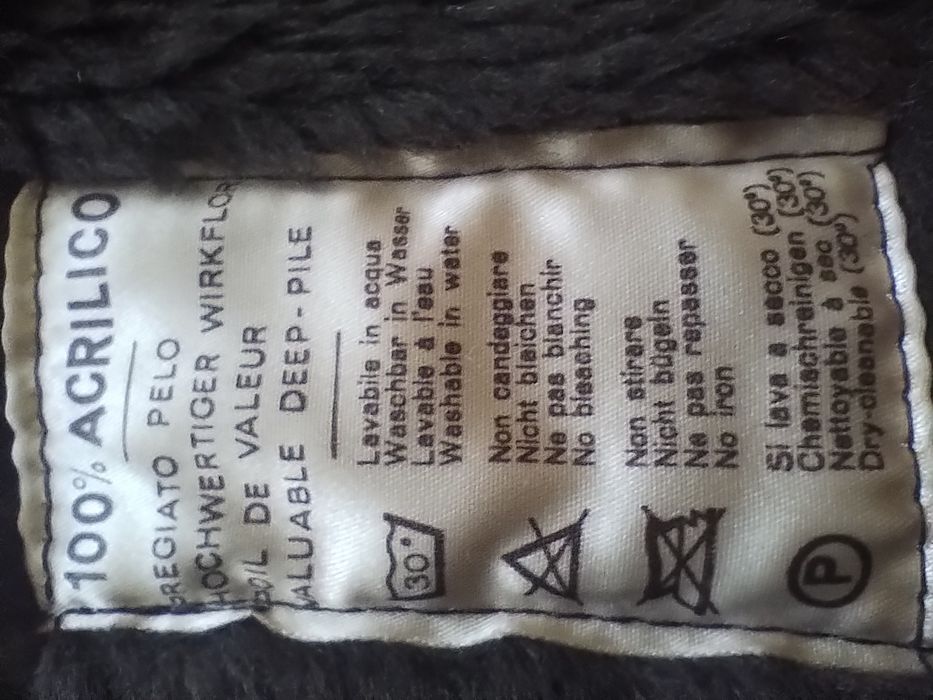 100% ACRILICO
PREGIATO PELO
HOCHWERTIGER WIRKFLOR
POIL DE VALEUR
VALUABLE DEEP-PILE
30°
Lavabile in acqua
Waschbar in Wasser
Lavable à l'eau
Washable in water
Non candeggiare
Nicht bleichen
Ne pas blanchir
No bleaching
Non stirare
Nicht bügeln
Ne pas repasser
No iron
P
Si lava a secco (30°)
Chemischreinigen (30°)
Nettoyable à sec (30°)
Dry-cleanable (30°)